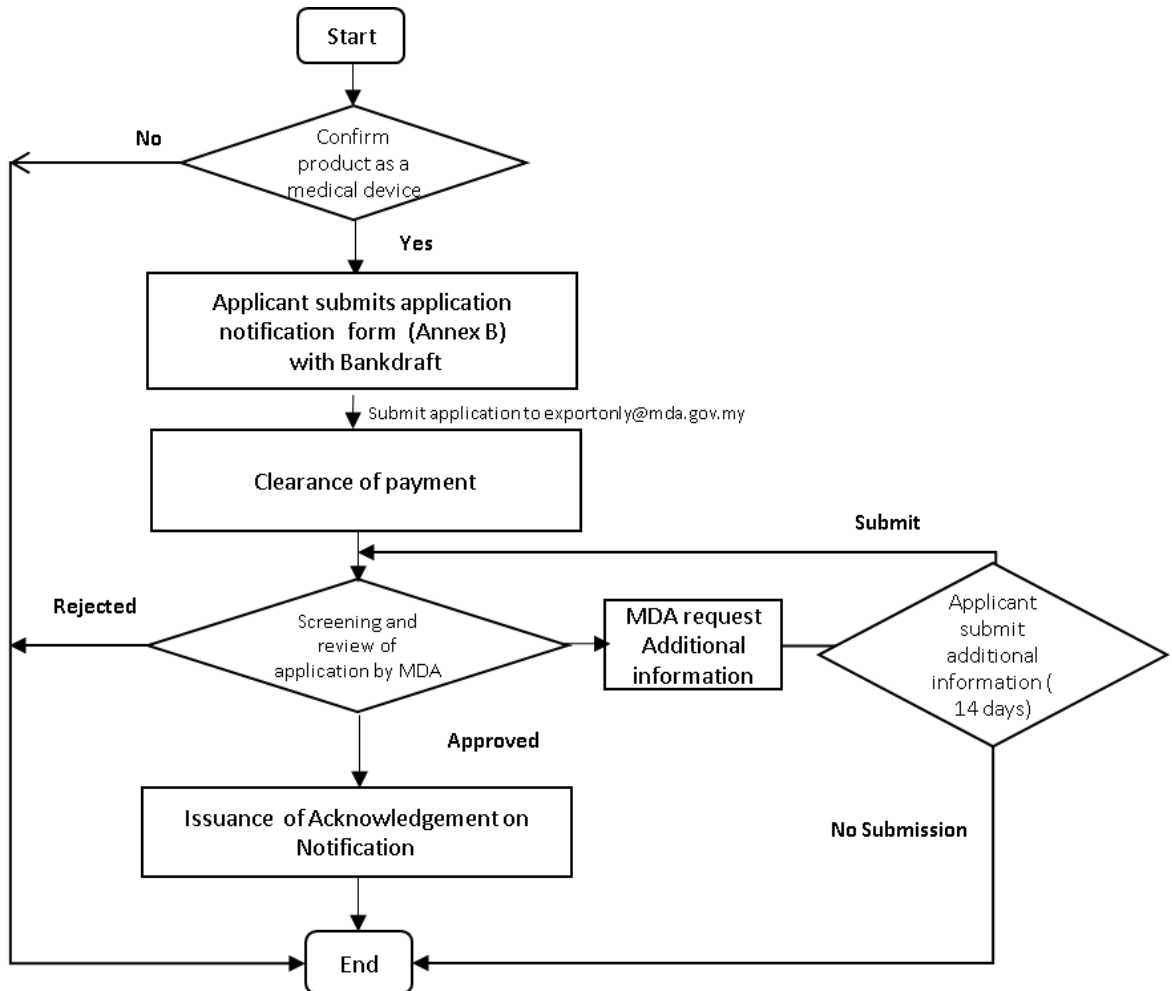 Start
No
Confirm
product as a
medical device
Yes
Applicant submits application
notification form (Annex B)
with Bankdraft
Submit application to exportonly@mda.gov.my
Clearance of payment
Submit
Rejected
Screening and
review of
application by MDA
MDA request
Additional
information
Applicant
submit
additional
information (
14 days)
Approved
Issuance of Acknowledgement on
Notification
No Submission
End